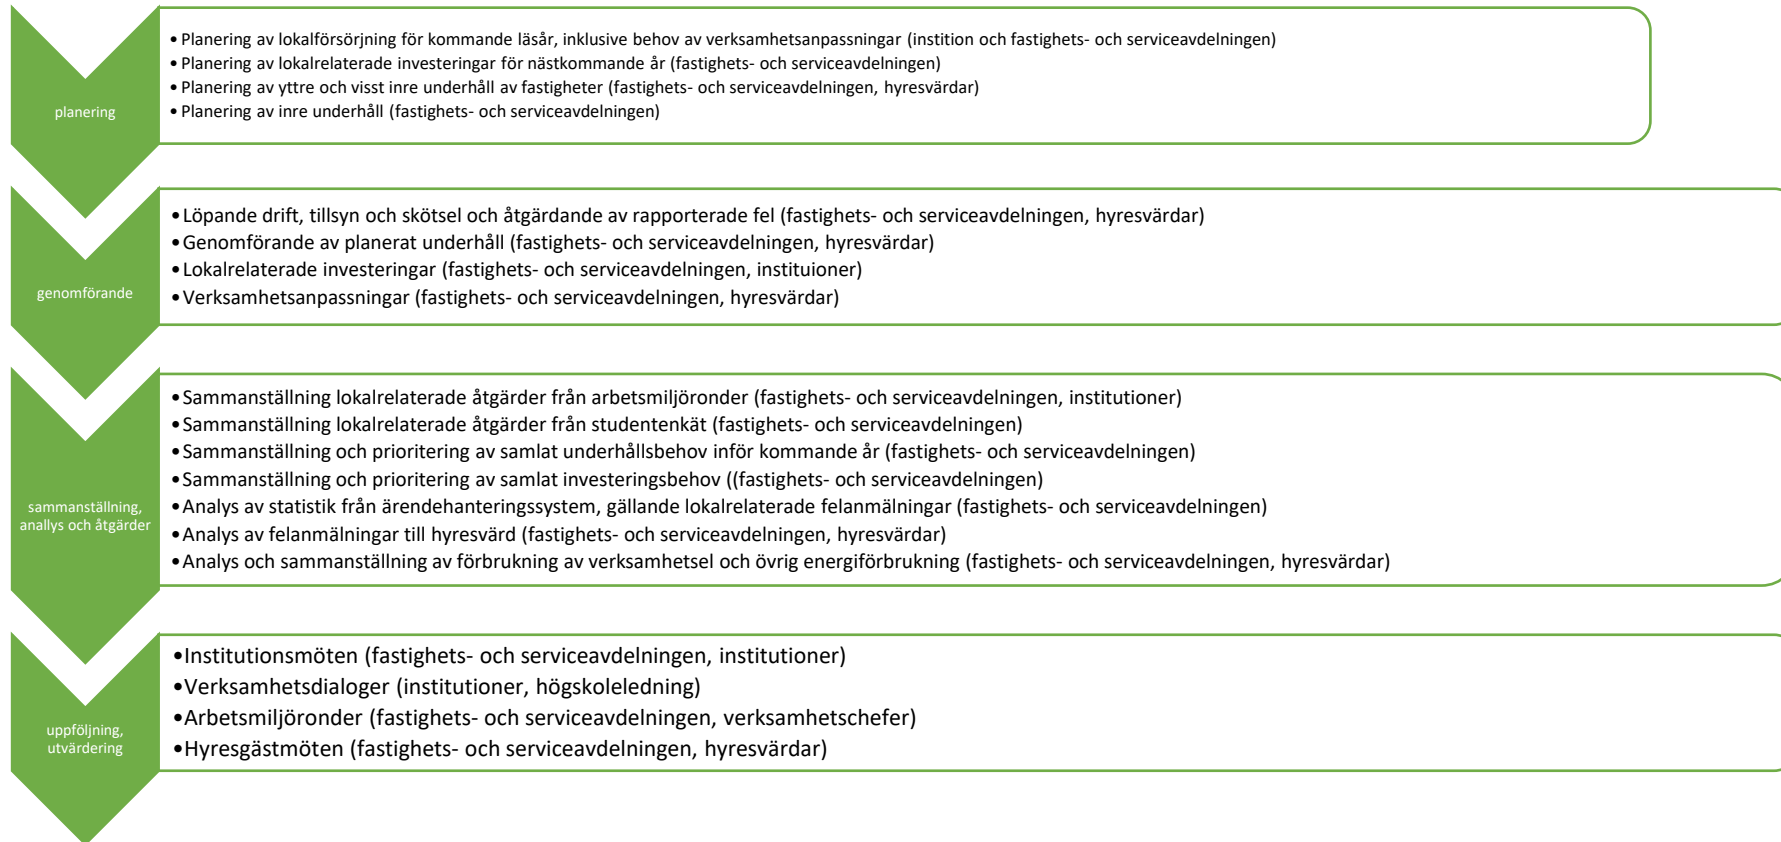 planering
• Planering av lokalförsörjning för kommande läsår, inklusive behov av verksamhetsanpassningar (instition och fastighets- och serviceavdelningen)
• Planering av lokalrelaterade investeringar för nästkommande år (fastighets- och serviceavdelningen)
• Planering av yttre och visst inre underhåll av fastigheter (fastighets- och serviceavdelningen, hyresvärdar)
• Planering av inre underhåll (fastighets- och serviceavdelningen)
genomförande
• Löpande drift, tillsyn och skötsel och åtgärdande av rapporterade fel (fastighets- och serviceavdelningen, hyresvärdar)
• Genomförande av planerat underhåll (fastighets- och serviceavdelningen, hyresvärdar)
• Lokalrelaterade investeringar (fastighets- och serviceavdelningen, instituioner)
• Verksamhetsanpassningar (fastighets- och serviceavdelningen, hyresvärdar)
sammanställning,
anallys och åtgärder
• Sammanställning lokalrelaterade åtgärder från arbetsmiljöronder (fastighets- och serviceavdelningen, institutioner)
• Sammanställning lokalrelaterade åtgärder från studentenkät (fastighets- och serviceavdelningen)
• Sammanställning och prioritering av samlat underhållsbehov inför kommande år (fastighets- och serviceavdelningen)
• Sammanställning och prioritering av samlat investeringsbehov ((fastighets- och serviceavdelningen)
• Analys av statistik från ärendehanteringssystem, gällande lokalrelaterade felanmälningar (fastighets- och serviceavdelningen)
• Analys av felanmälningar till hyresvärd (fastighets- och serviceavdelningen, hyresvärdar)
• Analys och sammanställning av förbrukning av verksamhetsel och övrig energiförbrukning (fastighets- och serviceavdelningen, hyresvärdar)
uppföljning,
utvärdering
• Institutionsmöten (fastighets- och serviceavdelningen, institutioner)
• Verksamhetsdialoger (institutioner, högskoleledning)
• Arbetsmiljöronder (fastighets- och serviceavdelningen, verksamhetschefer)
• Hyresgästmöten (fastighets- och serviceavdelningen, hyresvärdar)